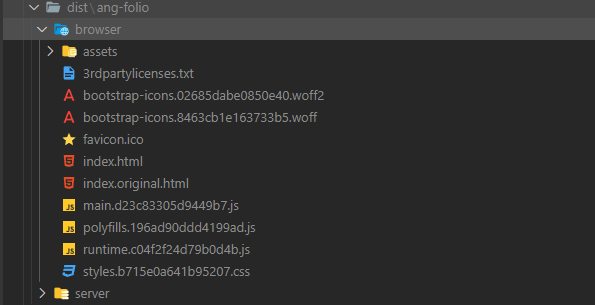 dist\ang-folio
browser
assets
3rdpartylicenses.txt
bootstrap-icons.02685dabe0850e40.woff2
bootstrap-icons.8463cb1e163733b5.woff
favicon.ico
index.html
index.original.html
main.d23c83305d9449b7.js
polyfills.196ad90ddd4199ad.js
runtime.c04f2f24d79b0d4b.js
styles.b715e0a641b95207.css
server